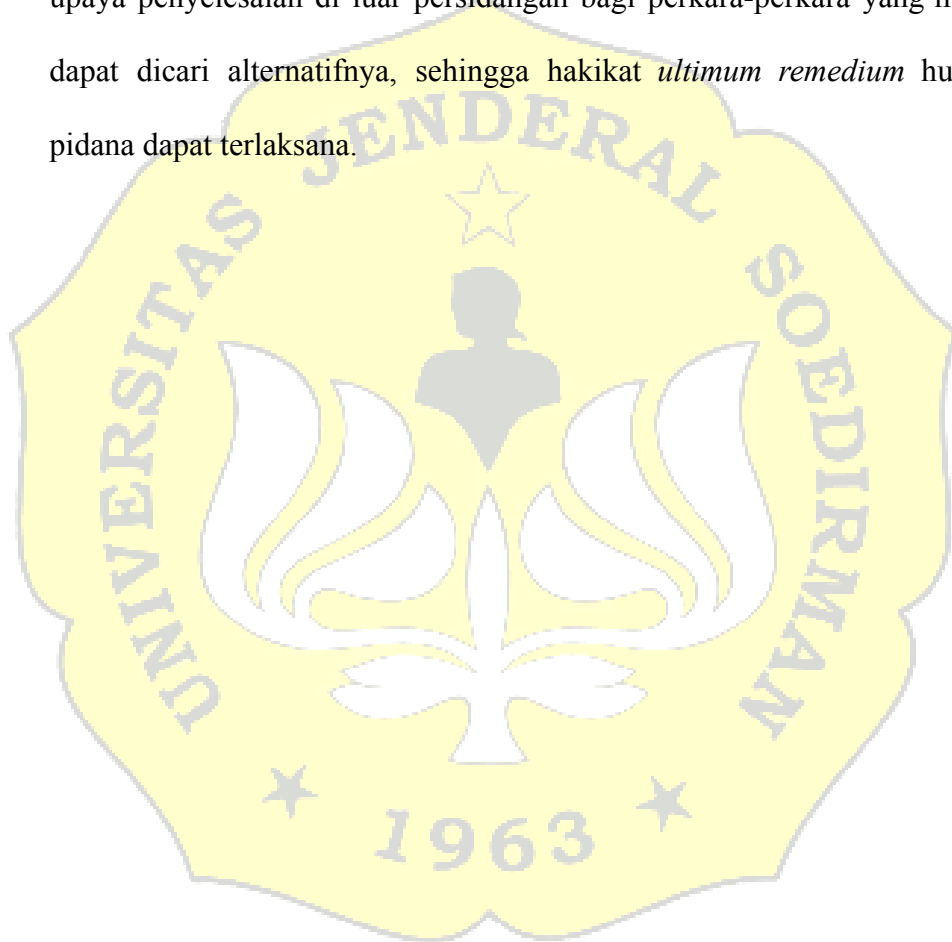 upaya penyelesaian di luar persidangan bagi perkara-perkara yang
dapat dicari alternatifnya, sehingga hakikat ultimum remedium
pidana dapat terlaksana.
UNIVERSITAS JENDERAL SOEDIRMAN
1963